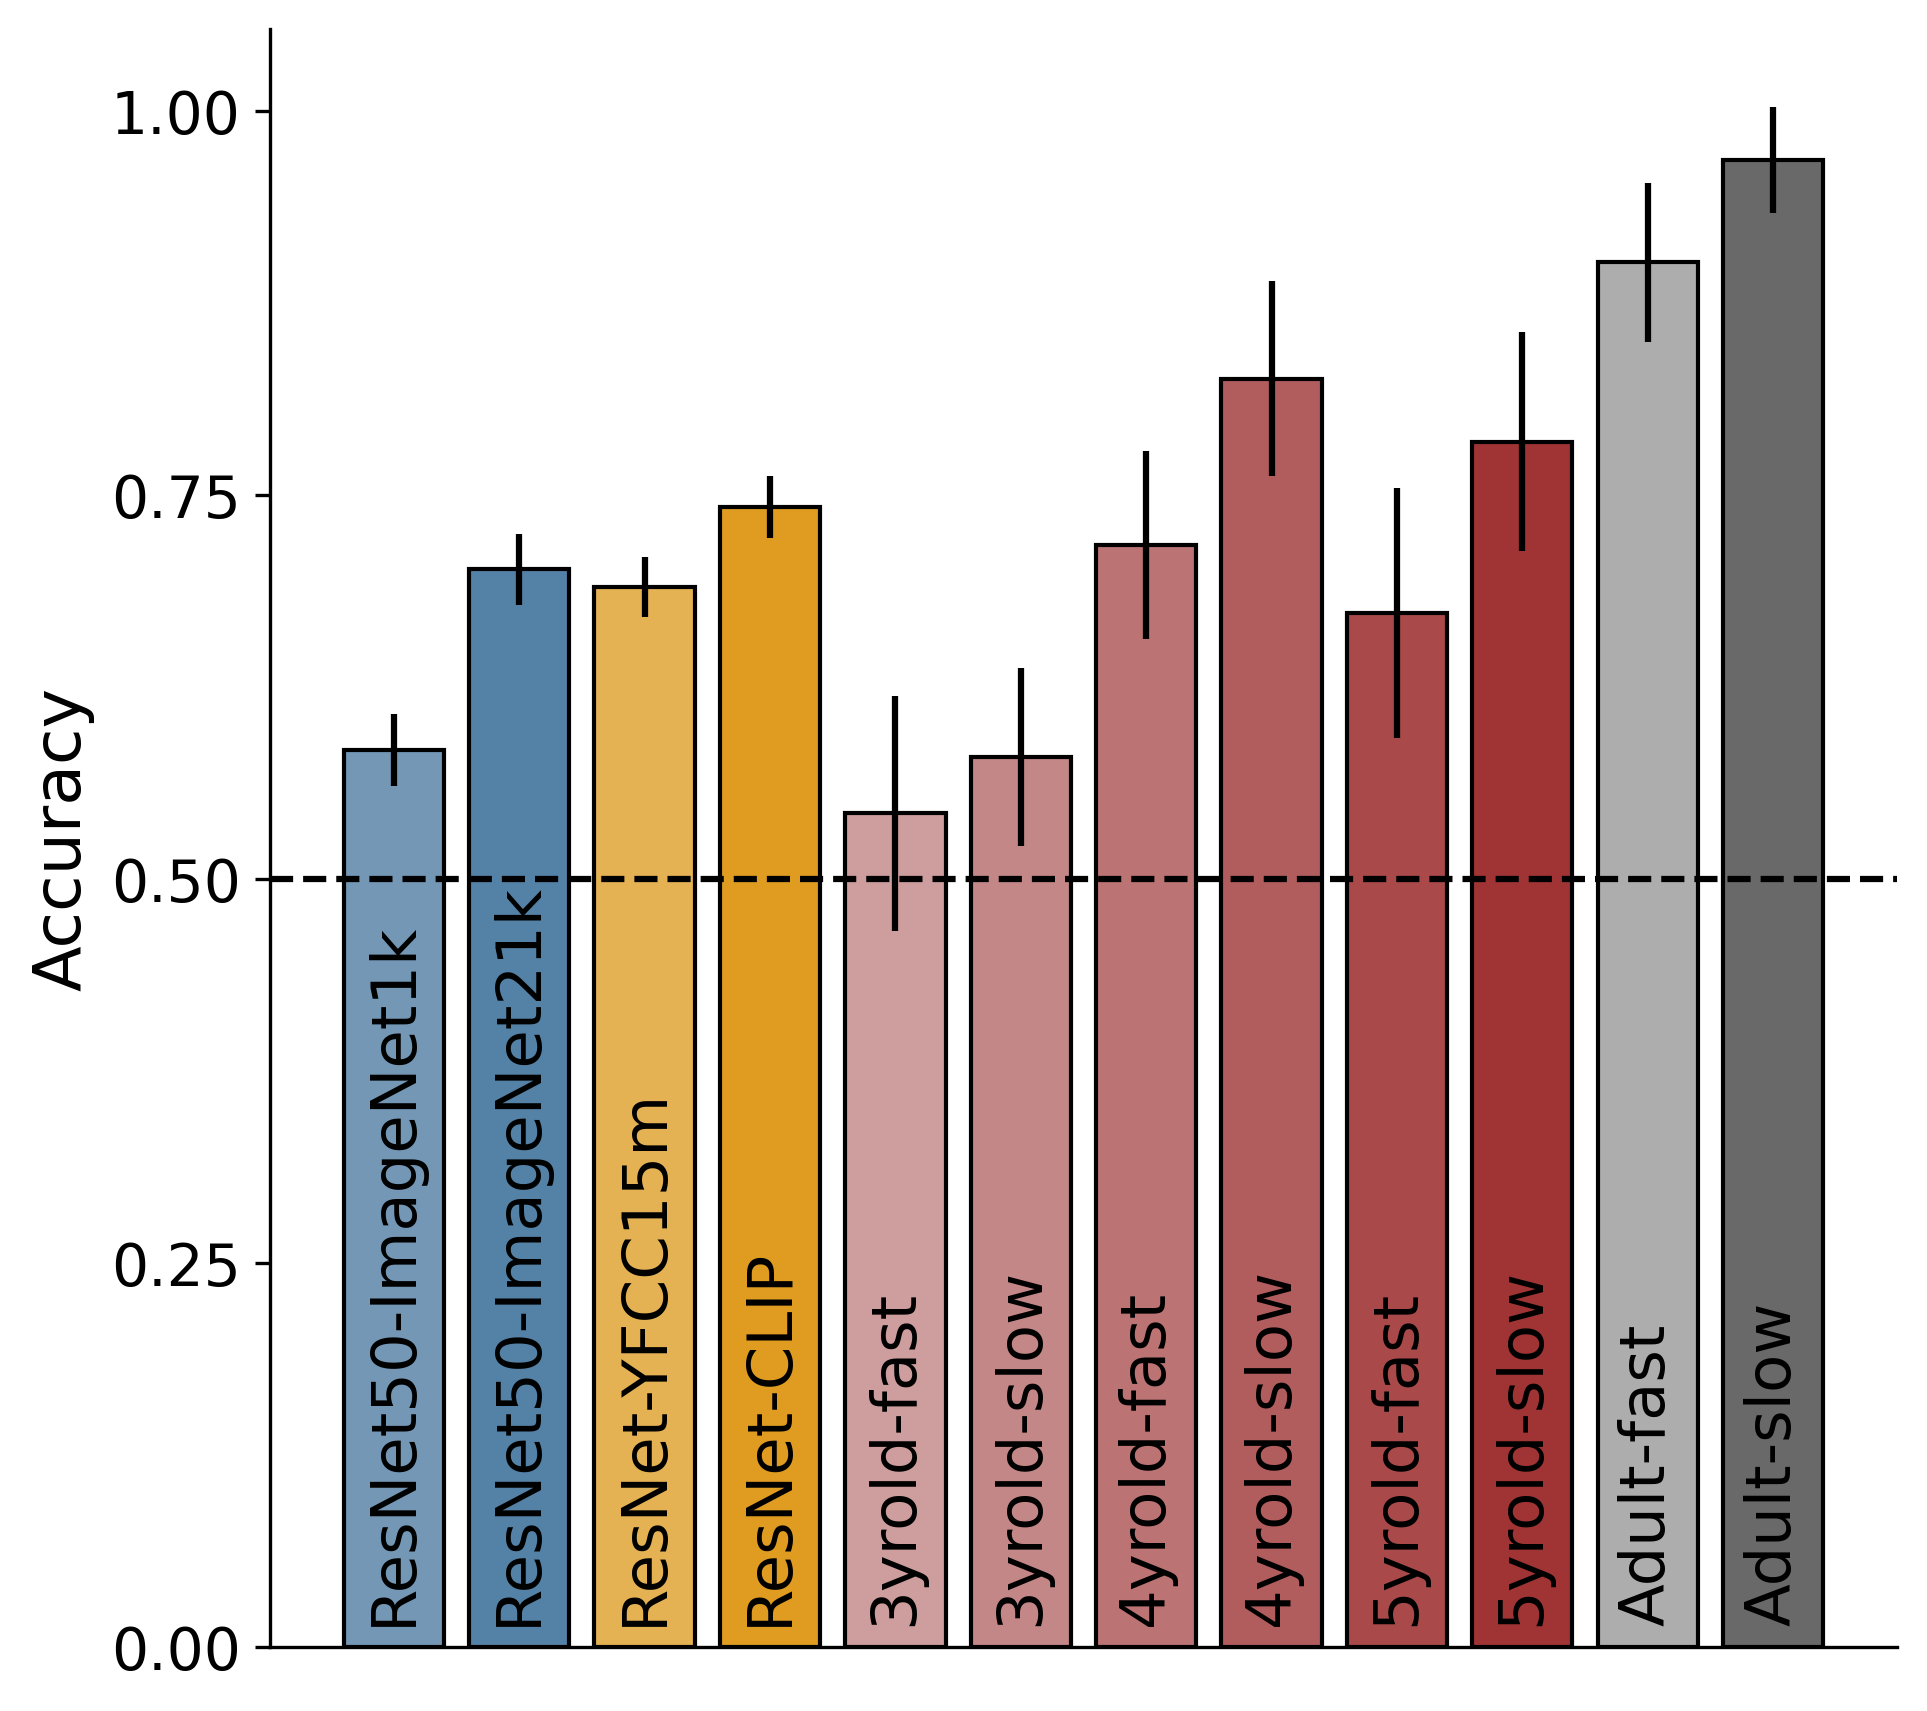 Accuracy
1.00
0.75
0.50
0.25
0.00
ResNet50-ImageNet1k
ResNet50-ImageNet21k
ResNet-YFCC15m
ResNet-CLIP
3yrold-fast
3yrold-slow
4yrold-fast
4yrold-slow
5yrold-fast
5yrold-slow
Adult-fast
Adult-slow